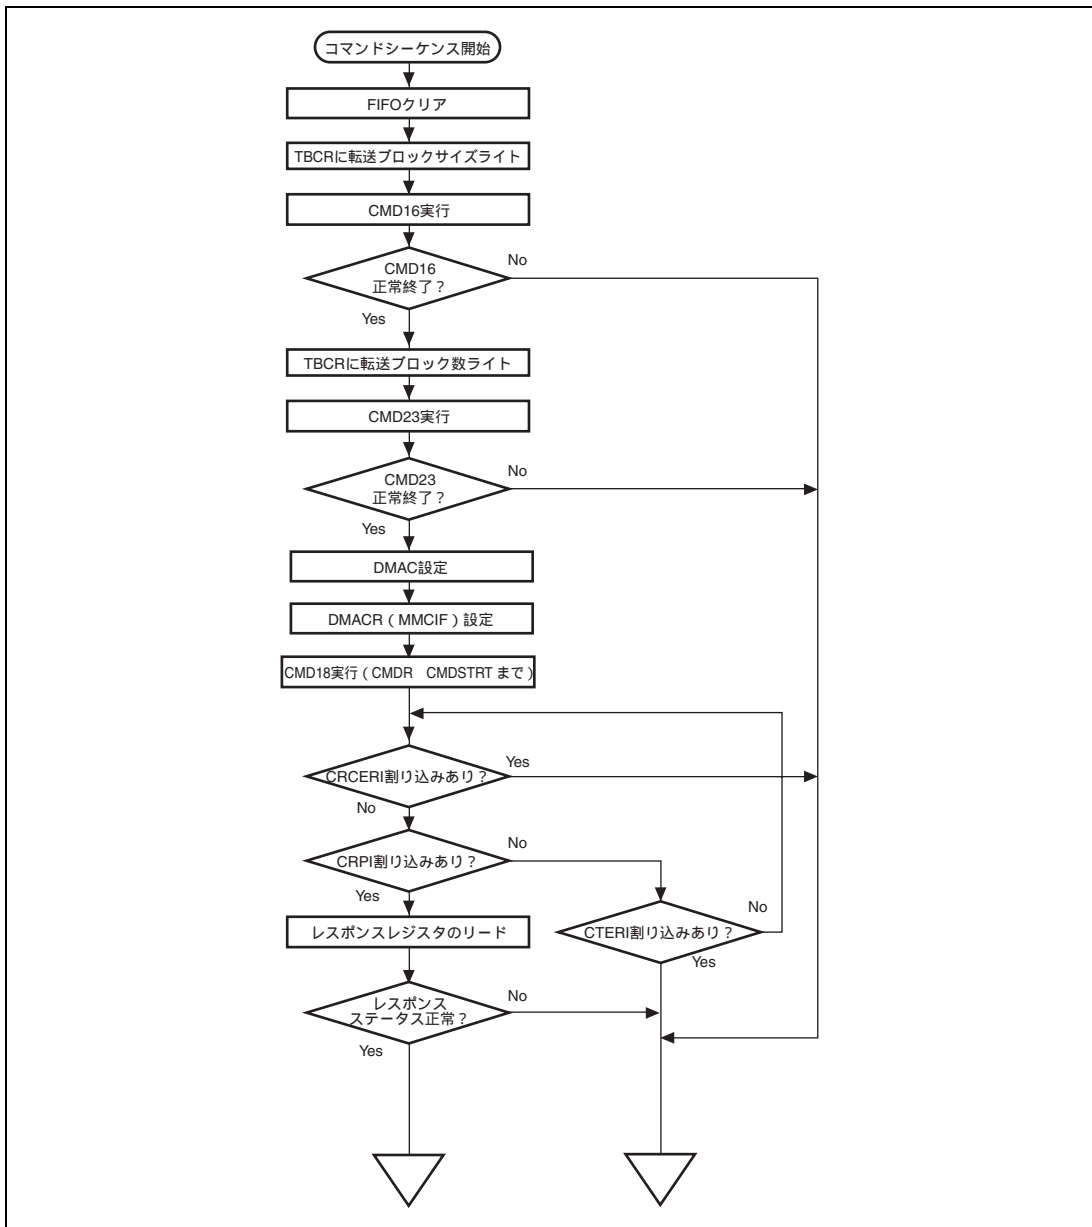 コマンドシーケンス開始
FIFOクリア
TBCRに転送ブロックサイズライト
CMD16実行
CMD16
正常終了？
No
Yes
TBCRに転送ブロック数ライト
CMD23実行
CMD23
正常終了？
No
Yes
DMAC設定
DMACR（MMCIF）設定
CMD18実行（CMDR　CMDSTRT まで）
CRCERI割り込みあり？
Yes
No
CRPI割り込みあり？
No
Yes
CTERI割り込みあり？
No
Yes
レスポンスレジスタのリード
レスポンス
ステータス正常？
No
Yes